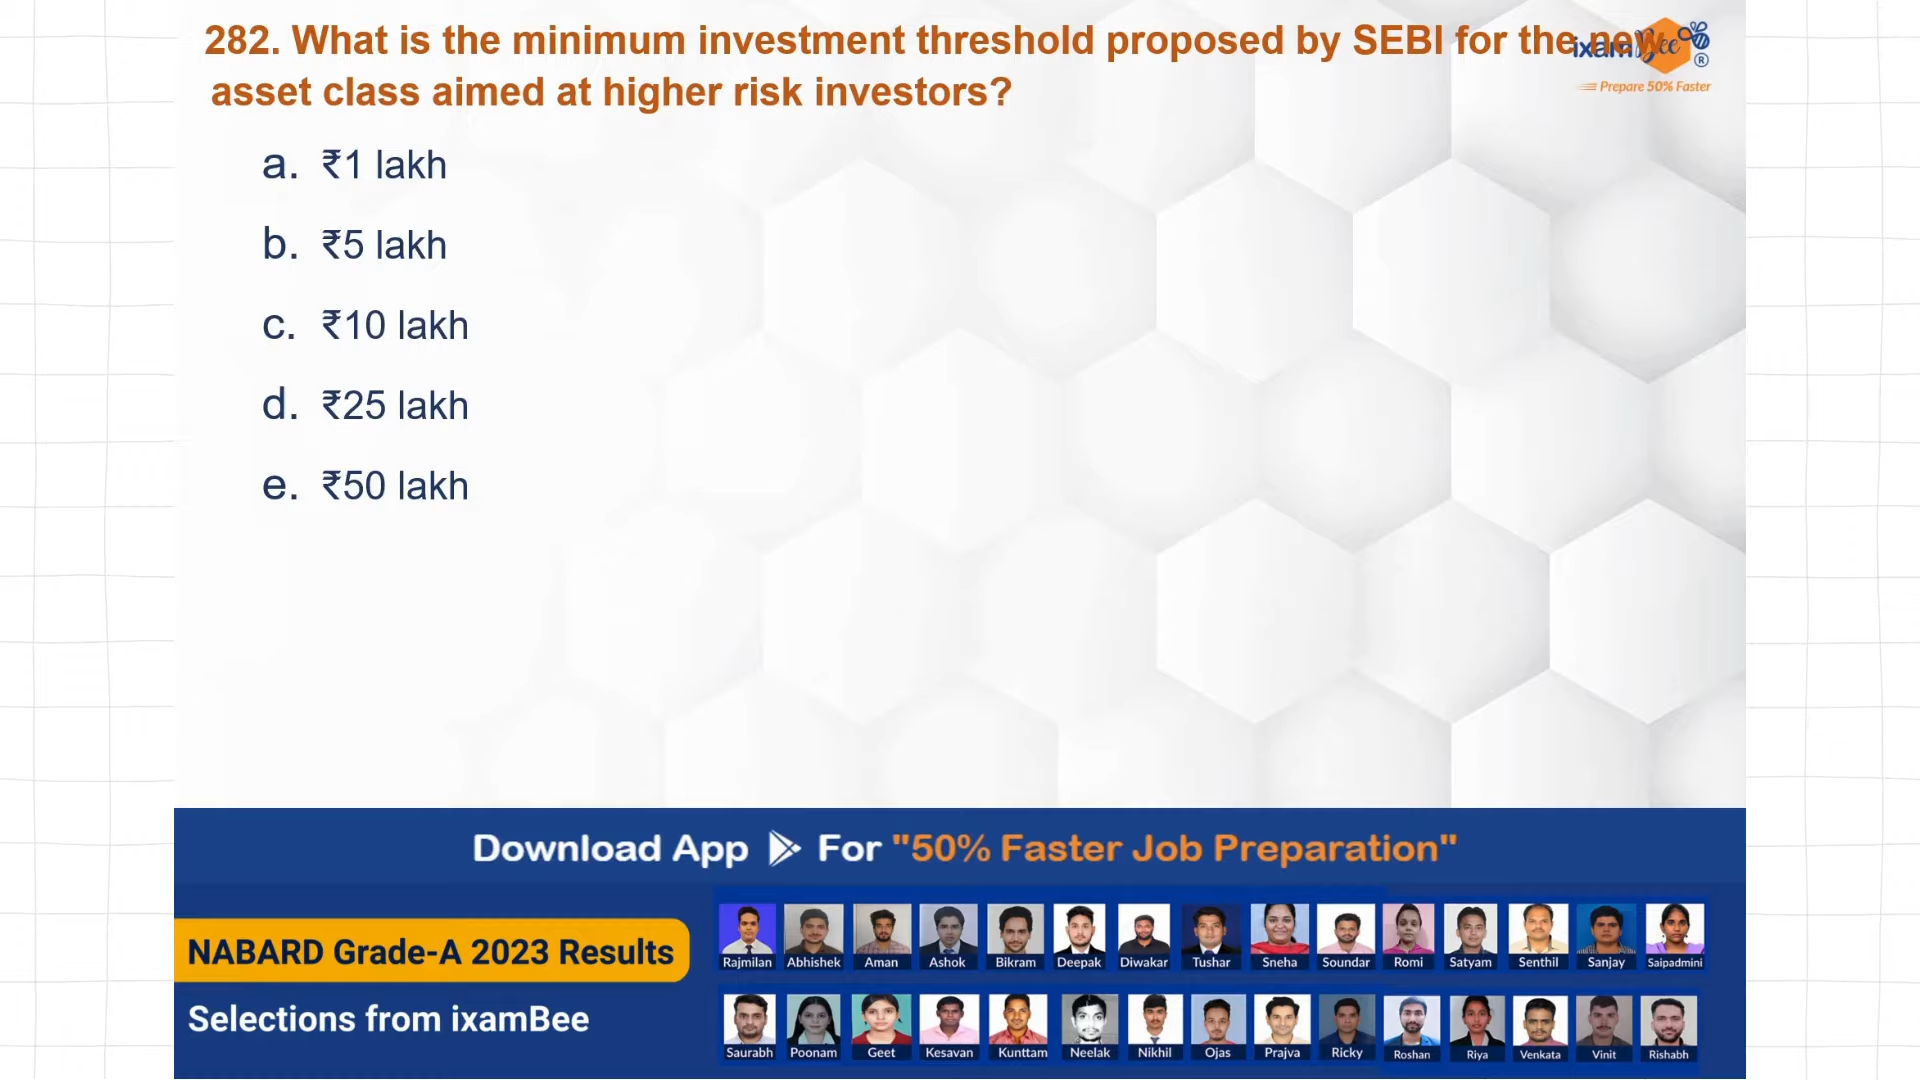 282. What is the minimum investment threshold proposed by SEBI for the new
asset class aimed at higher risk investors?
ixamBee
®
Prepare 50% Faster
a. ₹1 lakh
b. ₹5 lakh
c. ₹10 lakh
d. ₹25 lakh
e. ₹50 lakh
Download App For "50% Faster Job Preparation"
NABARD Grade-A 2023 Results
Selections from ixamBee
Rajmilan Abhishek Aman Ashok Bikram Deepak Diwakar Tushar Sneha Soundar Romi Satyam Senthil Sanjay Saipadmini
Saurabh Poonam Geet Kesavan Kunttam Neelak Nikhil Ojas Prajva Ricky Roshan Riya Venkata Vinit Rishabh